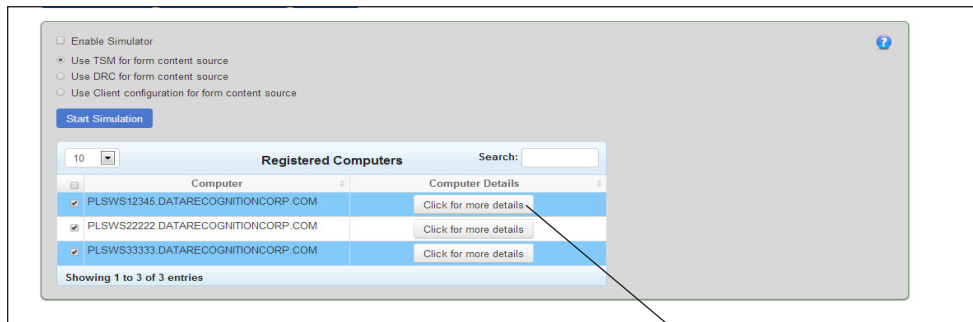 Enable Simulator
Use TSM for form content source
Use DRC for form content source
Use Client configuration for form content source
Start Simulation
10 Registered Computers Search:
Computer Computer Details
PLSWS12345.DATARECOGNITIONCORP.COM Click for more details
PLSWS22222.DATARECOGNITIONCORP.COM Click for more details
PLSWS33333.DATARECOGNITIONCORP.COM Click for more details
Showing 1 to 3 of 3 entries